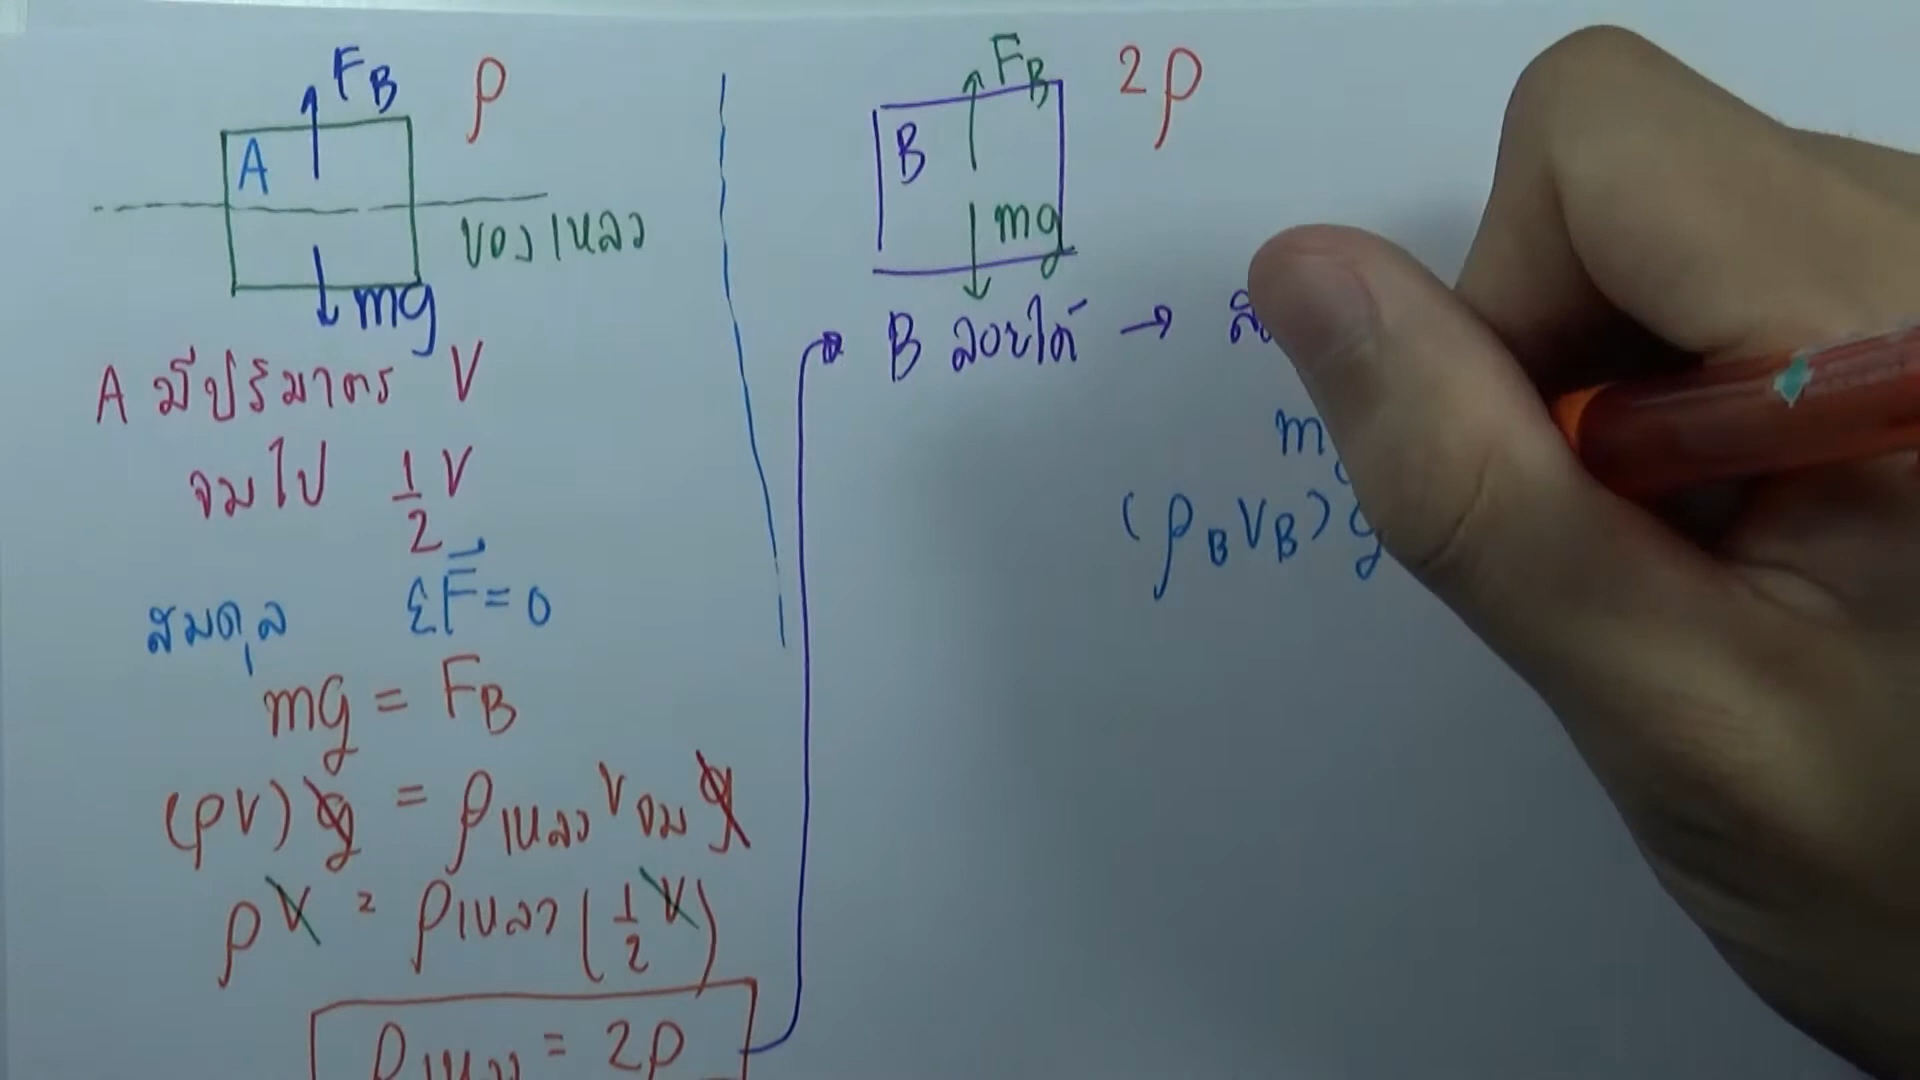 F_B ρ
A
ของเหลว
mg
A มีปริมาตร V
จมไป 1/2 V
สมดุล ΣF⃗ = 0
mg = F_B
(ρV)g = ρเหลว Vจม g
ρV = ρเหลว (1/2 V)
ρเหลว = 2ρ
F_B 2ρ
B
mg
B ลอยได้ →
(ρ_B V_B) g